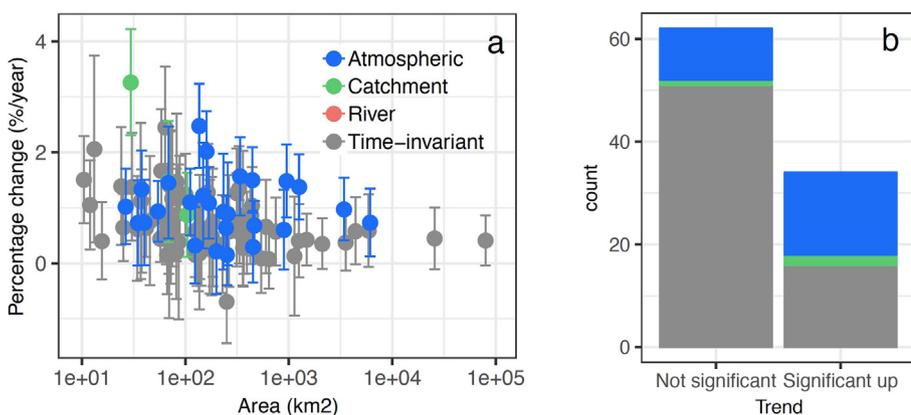 a
Percentage change (%/year)
4
2
0
Atmospheric
Catchment
River
Time−invariant
1e+01 1e+02 1e+03 1e+04 1e+05
Area (km2)
b
count
60
40
20
0
Not significant Significant up
Trend